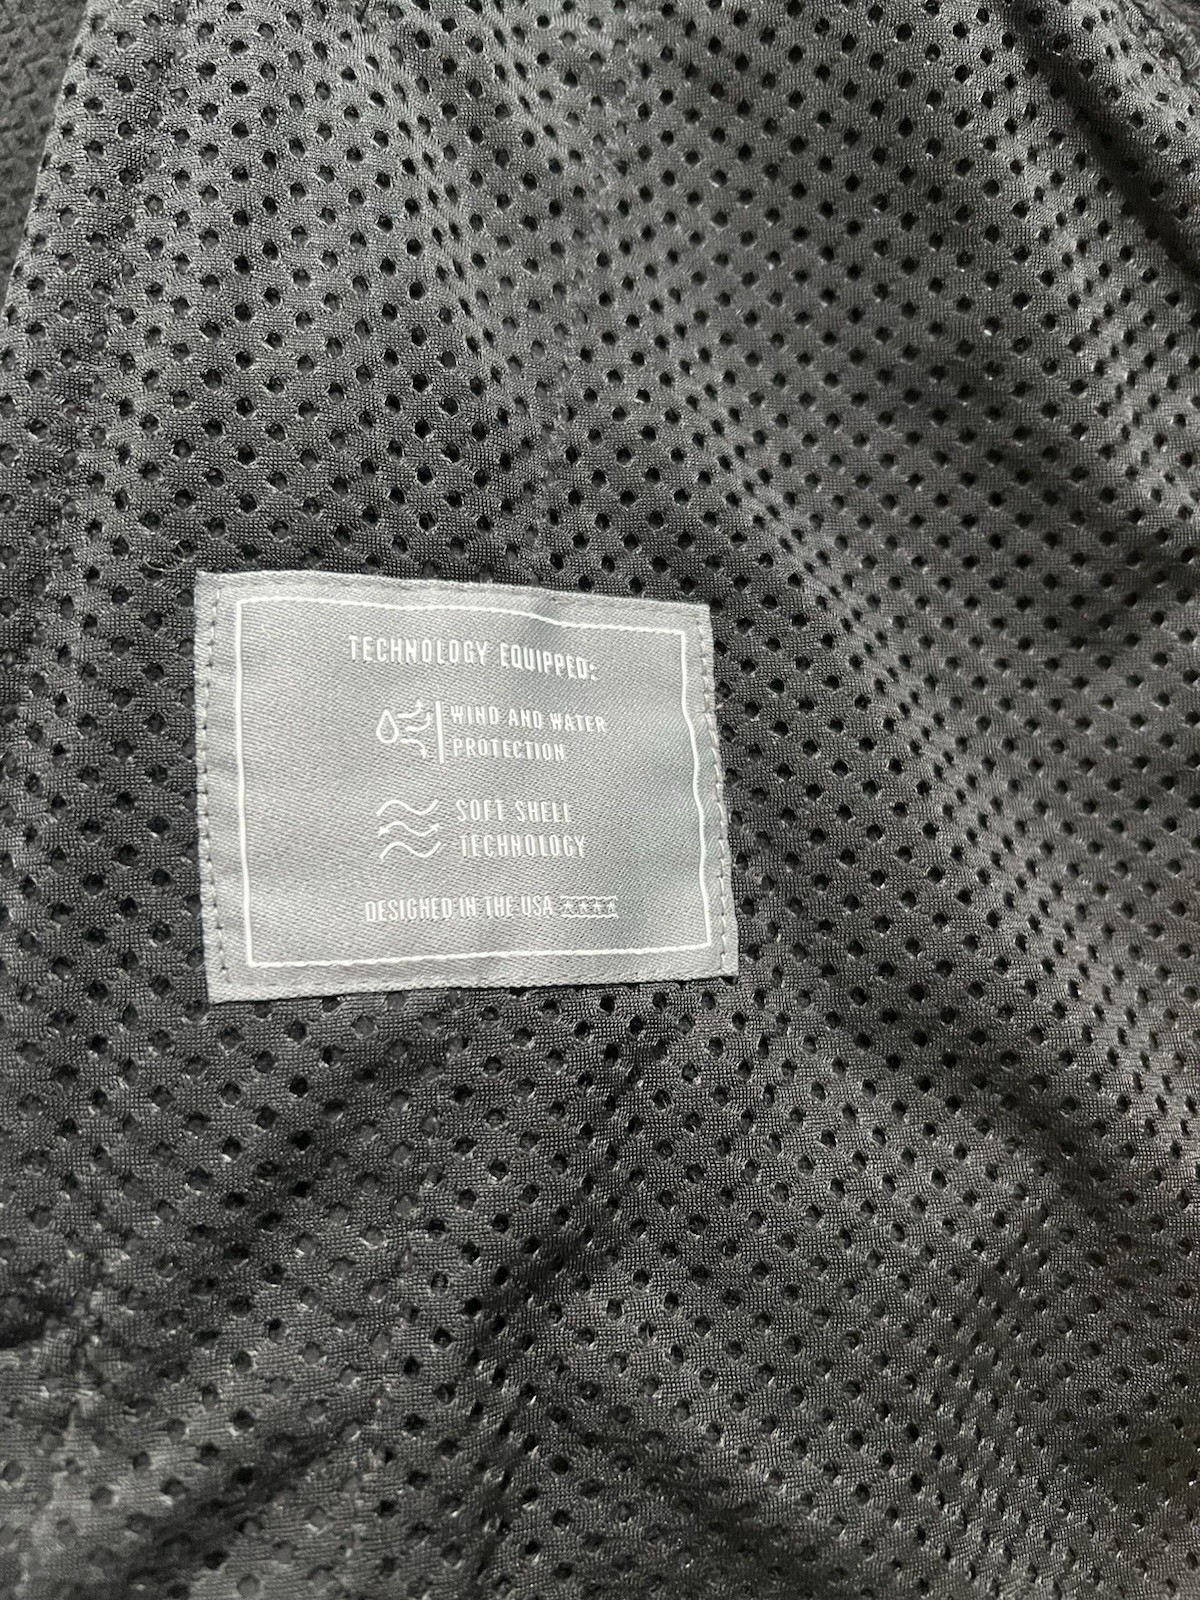 TECHNOLOGY EQUIPPED:
WIND AND WATER
PROTECTION
SOFT SHELL
TECHNOLOGY
DESIGNED IN THE USA